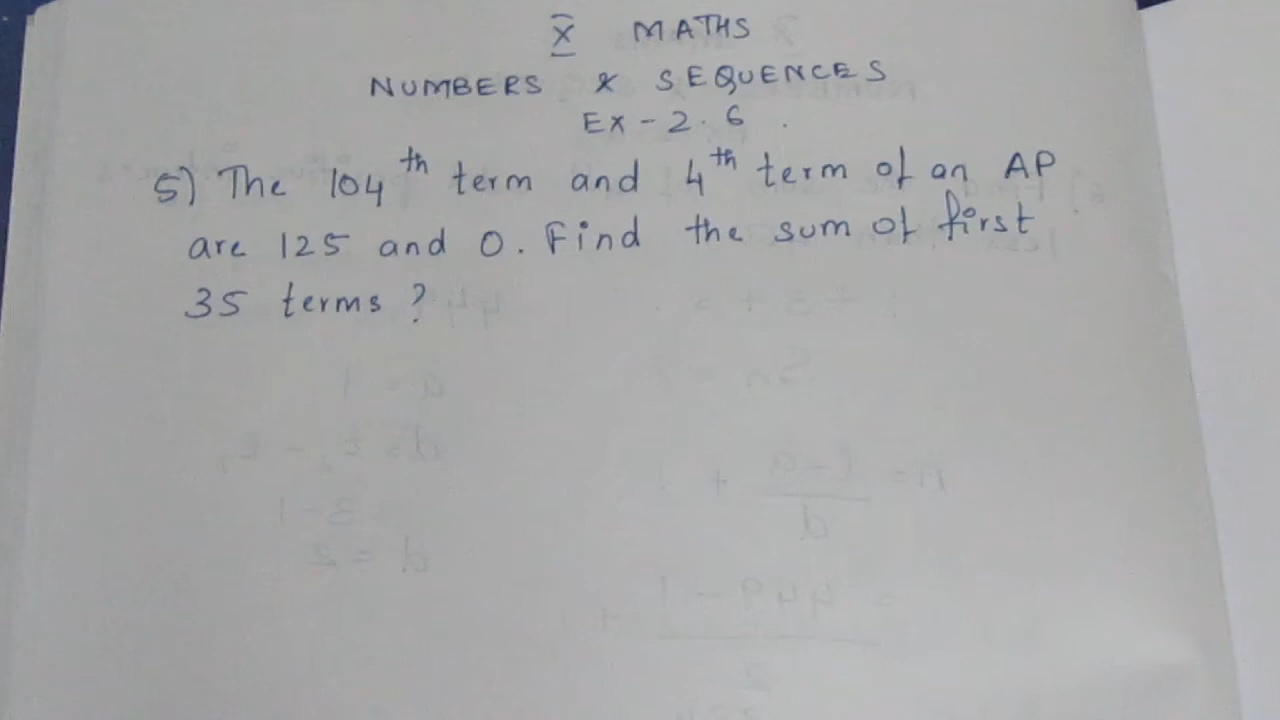 X MATHS
NUMBERS & SEQUENCES
Ex - 2.6.
5) The 104th term and 4th term of an AP
are 125 and 0. Find the sum of first
35 terms ?